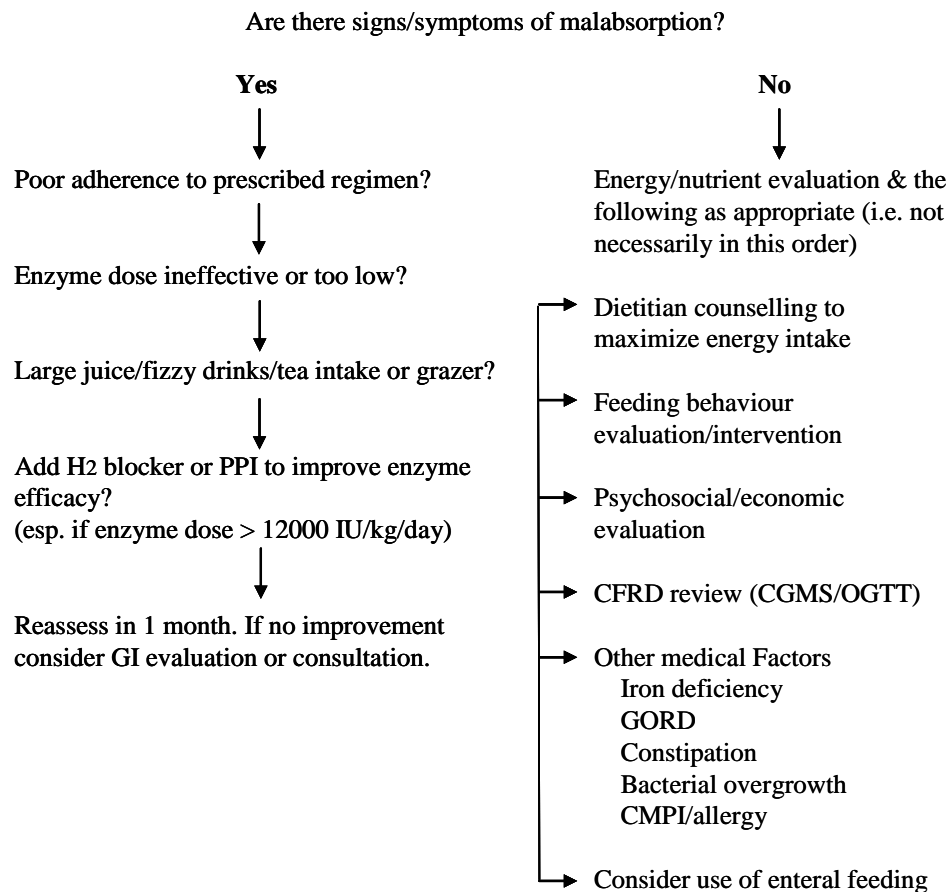 Are there signs/symptoms of malabsorption?
Yes
Poor adherence to prescribed regimen?
Enzyme dose ineffective or too low?
Large juice/fizzy drinks/tea intake or grazer?
Add H2 blocker or PPI to improve enzyme
efficacy?
(esp. if enzyme dose > 12000 IU/kg/day)
Reassess in 1 month. If no improvement
consider GI evaluation or consultation.
No
Energy/nutrient evaluation & the
following as appropriate (i.e. not
necessarily in this order)
Dietitian counselling to
maximize energy intake
Feeding behaviour
evaluation/intervention
Psychosocial/economic
evaluation
CFRD review (CGMS/OGTT)
Other medical Factors
Iron deficiency
GORD
Constipation
Bacterial overgrowth
CMPI/allergy
Consider use of enteral feeding